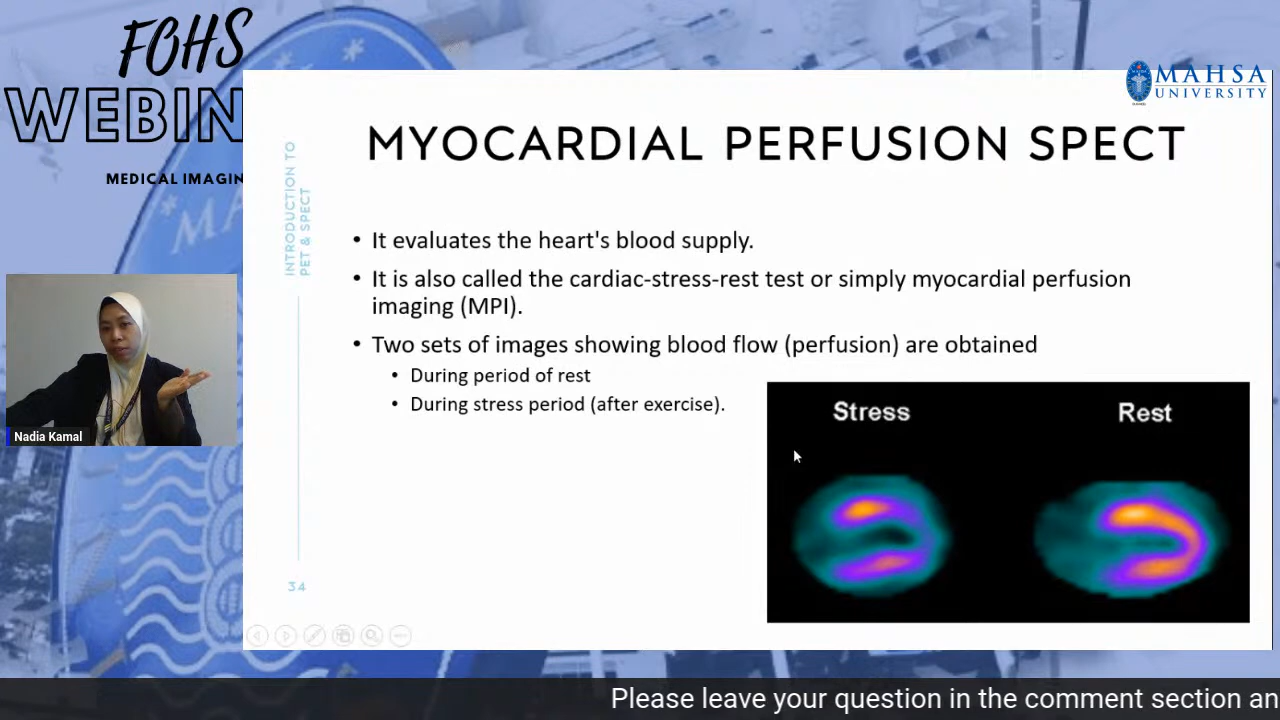 FOHS
WEBIN
MEDICAL IMAGIN
MAHSA
UNIVERSITY
INTRODUCTION TO
PET & SPECT
MYOCARDIAL PERFUSION SPECT
• It evaluates the heart's blood supply.
• It is also called the cardiac-stress-rest test or simply myocardial perfusion
imaging (MPI).
• Two sets of images showing blood flow (perfusion) are obtained
• During period of rest
• During stress period (after exercise).
Stress
Rest
Nadia Kamal
34
MA
Please leave your question in the comment section an